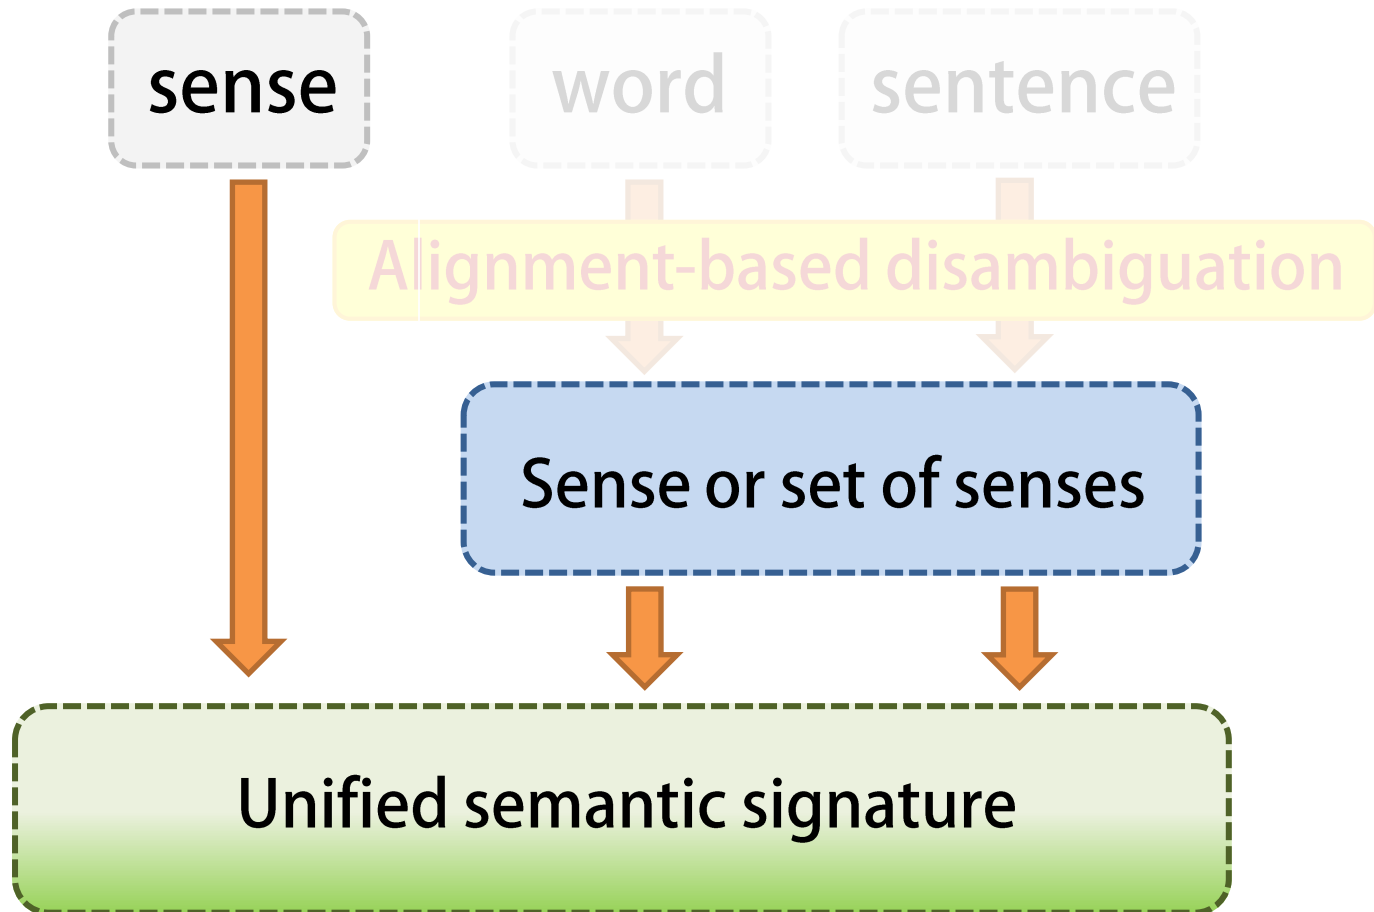 sense
word
sentence
Alignment-based disambiguation
Sense or set of senses
Unified semantic signature